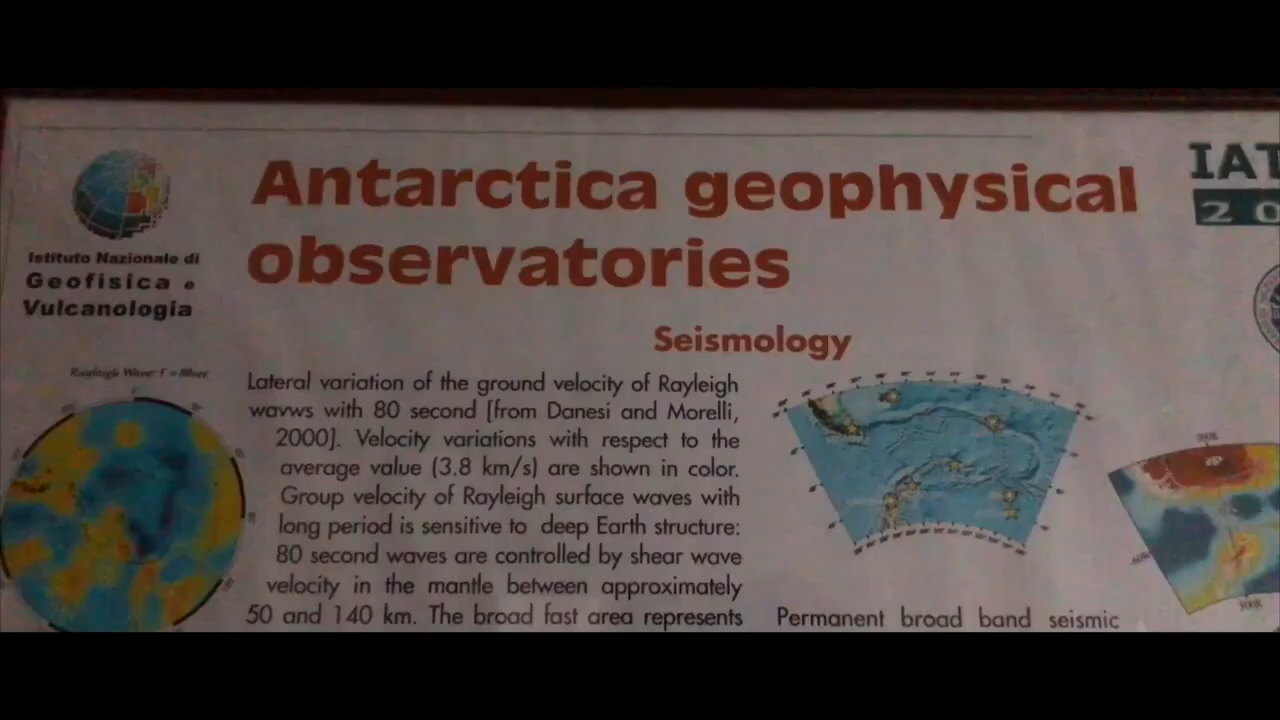 Antarctica geophysical
observatories
IAT
2 0
Istituto Nazionale di
Geofisica e
Vulcanologia
Seismology
Rayleigh Wave
Lateral variation of the ground velocity of Rayleigh
wavws with 80 second [from Danesi and Morelli,
2000]. Velocity variations with respect to the
average value (3.8 km/s) are shown in color.
Group velocity of Rayleigh surface waves with
long period is sensitive to deep Earth structure:
80 second waves are controlled by shear wave
velocity in the mantle between approximately
50 and 140 km. The broad fast area represents
Permanent broad band seismic